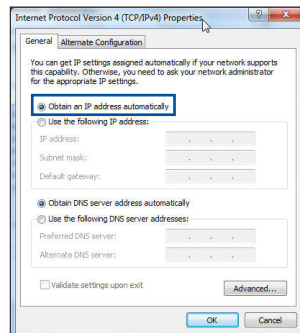 Internet Protocol Version 4 (TCP/IPv4) Properties
General
Alternate Configuration
You can get IP settings assigned automatically if your network supports
this capability. Otherwise, you need to ask your network administrator
for the appropriate IP settings.
Obtain an IP address automatically
Use the following IP address:
IP address:
Subnet mask:
Default gateway:
Obtain DNS server address automatically
Use the following DNS server addresses:
Preferred DNS server:
Alternate DNS server:
Validate settings upon exit
Advanced...
OK
Cancel